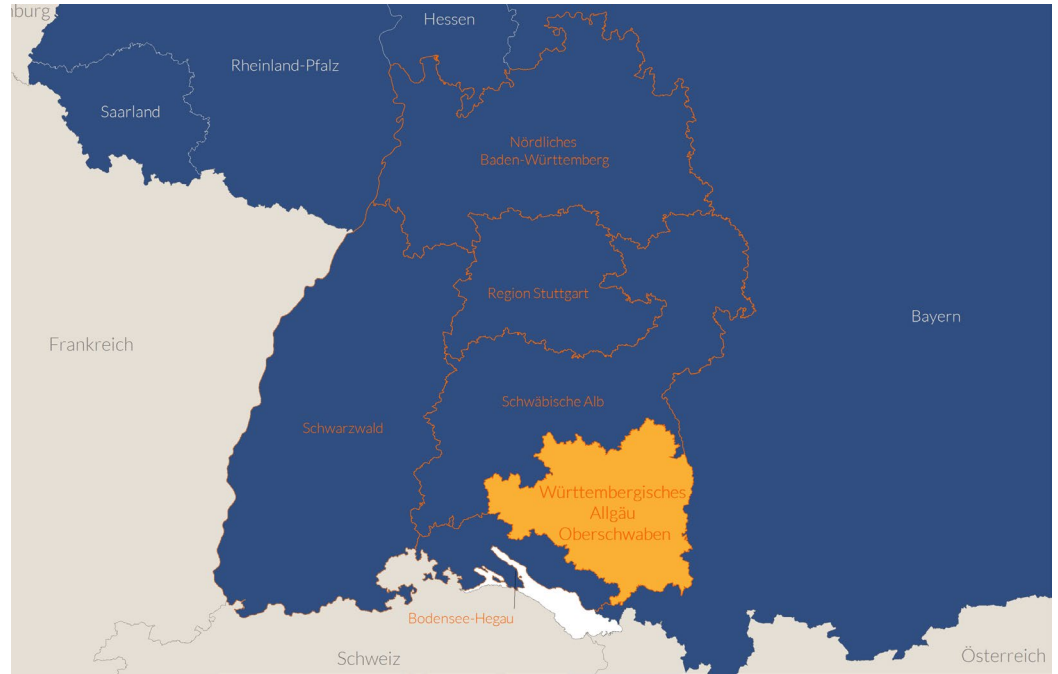 nburg
Hessen
Rheinland-Pfalz
Saarland
Nördliches
Baden-Württemberg
Region Stuttgart
Bayern
Frankreich
Schwäbische Alb
Schwarzwald
Württembergisches
Allgäu
Oberschwaben
Bodensee-Hegau
Schweiz
Österreich